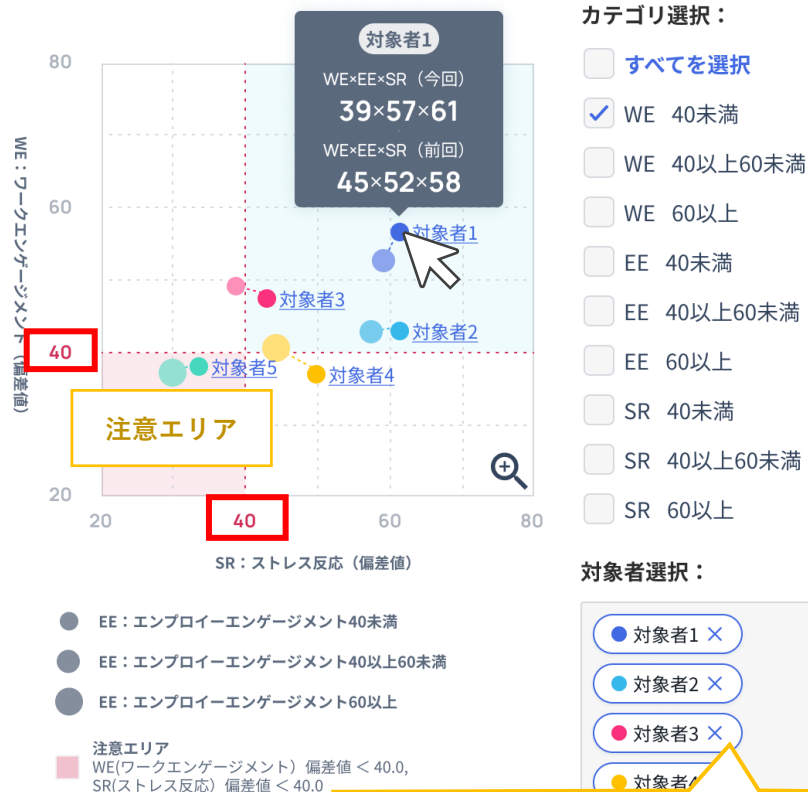 対象者1
WE×EE×SR（今回）
39×57×61
WE×EE×SR（前回）
45×52×58
80
60
40
20
WE：ワークエンゲージメント（偏差値）
対象者1
対象者3
対象者2
対象者5
対象者4
注意エリア
20
40
60
80
SR：ストレス反応（偏差値）
EE：エンプロイーエンゲージメント40未満
EE：エンプロイーエンゲージメント40以上60未満
EE：エンプロイーエンゲージメント60以上
注意エリア
WE(ワークエンゲージメント）偏差値 < 40.0,
SR(ストレス反応）偏差値 < 40.0
カテゴリ選択：
すべてを選択
WE 40未満
WE 40以上60未満
WE 60以上
EE 40未満
EE 40以上60未満
EE 60以上
SR 40未満
SR 40以上60未満
SR 60以上
対象者選択：
対象者1 ×
対象者2 ×
対象者3 ×
対象者4